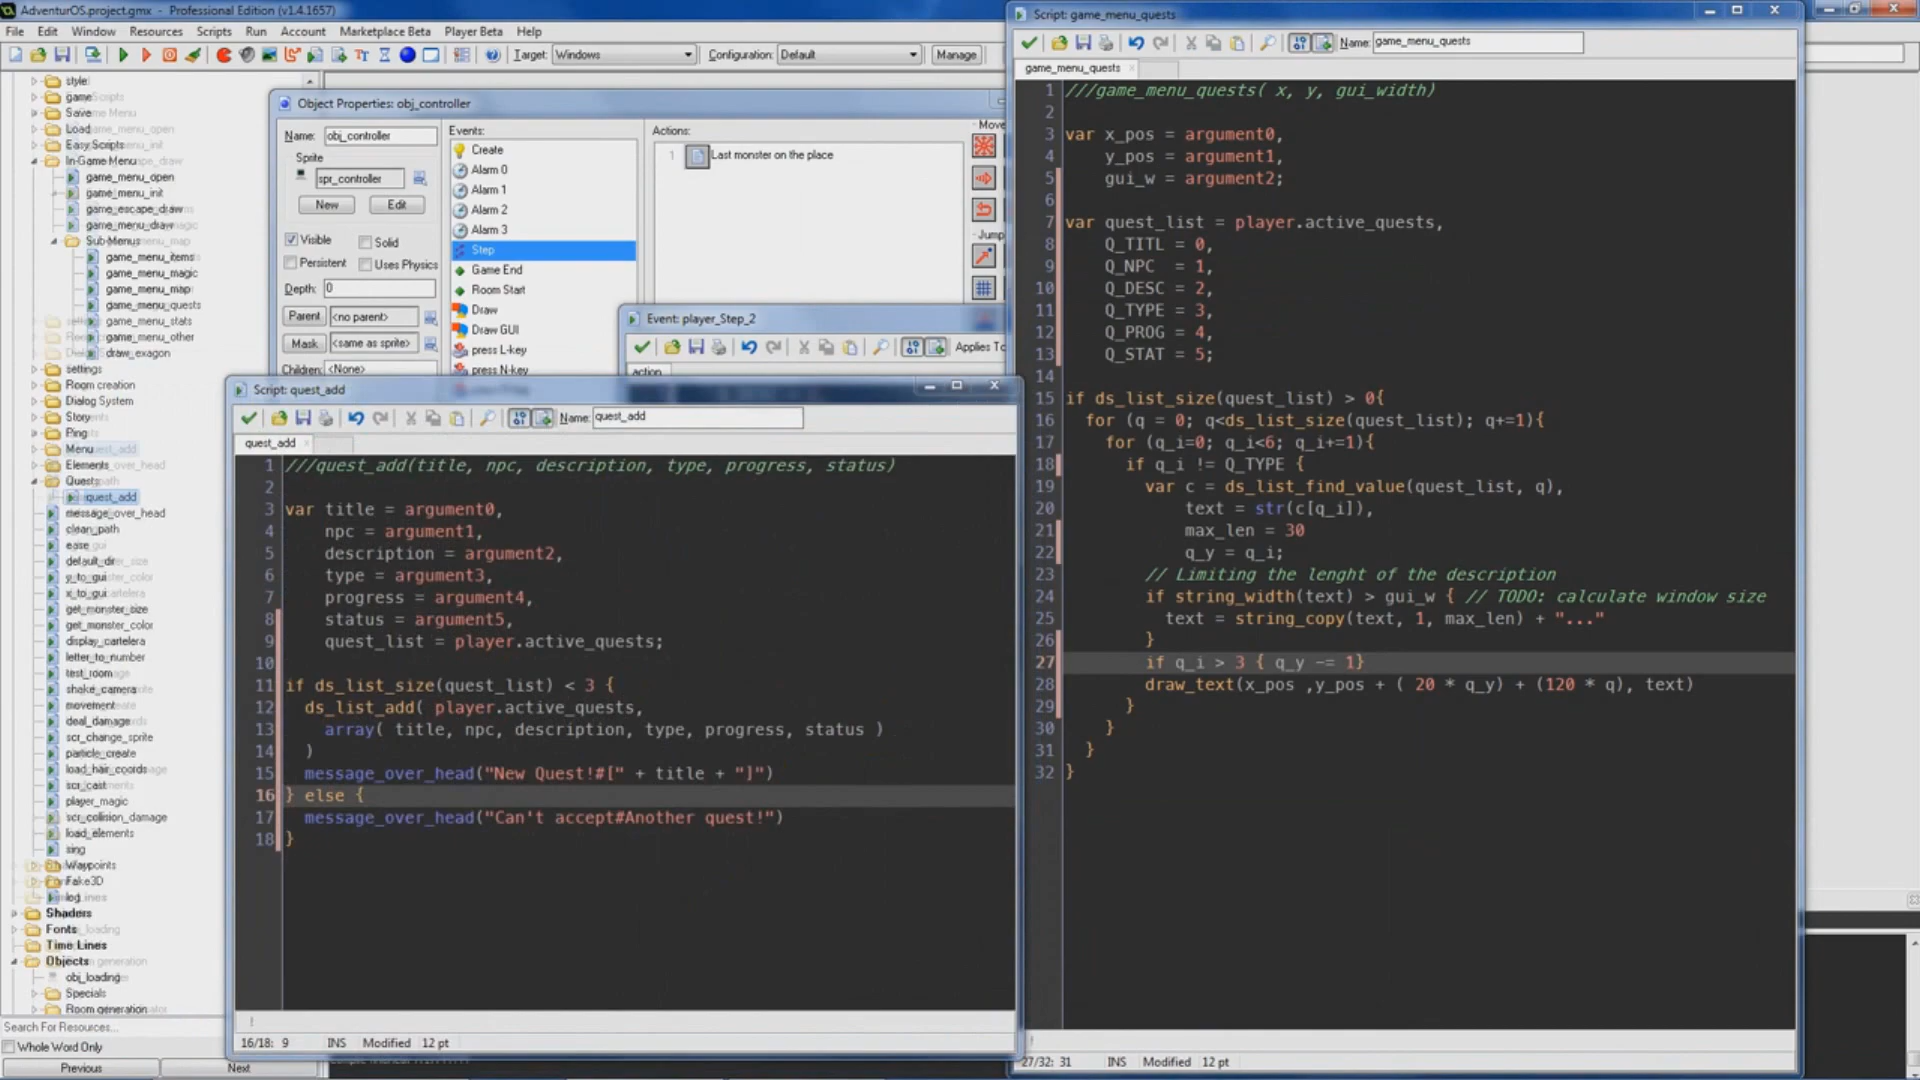 AdventurOS.project.gmx - Professional Edition (v1.4.1657)
File Edit Window Resources Scripts Run Account Marketplace Beta Player Beta Help
Target: Windows Configuration: Default Manage
style
game
Save
Load
Easy Scripts
In-Game Menu
game_menu_open
game_menu_init
game_escape_draw
game_menu_draw
Sub Menus
game_menu_items
game_menu_magic
game_menu_map
game_menu_quests
game_menu_stats
game_menu_other
draw_exagon
settings
Room creation
Dialog System
Story
Ping
Menu
Elements
Quests
quest_add
message_over_head
clean_path
ease
default_dir
y_to_gui
x_to_gui
get_monster_size
get_monster_color
display_cartelera
letter_to_number
test_room
shake_camera
movement
deal_damage
scr_change_sprite
particle_create
load_hair_coords
scr_cast
player_magic
scr_collision_damage
load_elements
sing
Waypoints
Fake3D
log
Shaders
Fonts
Time Lines
Objects
obj_loading
Specials
Room generation
Search For Resources...
Whole Word Only
Previous Next
Object Properties: obj_controller
Name: obj_controller
Sprite
spr_controller
New Edit
Visible Solid
Persistent Uses Physics
Depth: 0
Parent <no parent>
Mask <same as sprite>
Children: <None>
Events:
Create
Alarm 0
Alarm 1
Alarm 2
Alarm 3
Step
Game End
Room Start
Draw
Draw GUI
press L-key
press N-key
Actions:
1 Last monster on the place
Move
Jump
Event: player_Step_2
Applies To
action
Script: quest_add
Name: quest_add
quest_add
1 ///quest_add(title, npc, description, type, progress, status)
2
3 var title = argument0,
4 npc = argument1,
5 description = argument2,
6 type = argument3,
7 progress = argument4,
8 status = argument5,
9 quest_list = player.active_quests;
10
11 if ds_list_size(quest_list) < 3 {
12 ds_list_add( player.active_quests,
13 array( title, npc, description, type, progress, status )
14 )
15 message_over_head("New Quest!#[" + title + "]")
16 } else {
17 message_over_head("Can't accept#Another quest!")
18 }
16/18: 9 INS Modified 12 pt
Script: game_menu_quests
Name: game_menu_quests
game_menu_quests
1 ///game_menu_quests( x, y, gui_width)
2
3 var x_pos = argument0,
4 y_pos = argument1,
5 gui_w = argument2;
6
7 var quest_list = player.active_quests,
8 Q_TITL = 0,
9 Q_NPC = 1,
10 Q_DESC = 2,
11 Q_TYPE = 3,
12 Q_PROG = 4,
13 Q_STAT = 5;
14
15 if ds_list_size(quest_list) > 0{
16 for (q = 0; q<ds_list_size(quest_list); q+=1){
17 for (q_i=0; q_i<6; q_i+=1){
18 if q_i != Q_TYPE {
19 var c = ds_list_find_value(quest_list, q),
20 text = str(c[q_i]),
21 max_len = 30
22 q_y = q_i;
23 // Limiting the lenght of the description
24 if string_width(text) > gui_w { // TODO: calculate window size
25 text = string_copy(text, 1, max_len) + "..."
26 }
27 if q_i > 3 { q_y -= 1}
28 draw_text(x_pos ,y_pos + ( 20 * q_y) + (120 * q), text)
29 }
30 }
31 }
32 }
27/32: 31 INS Modified 12 pt